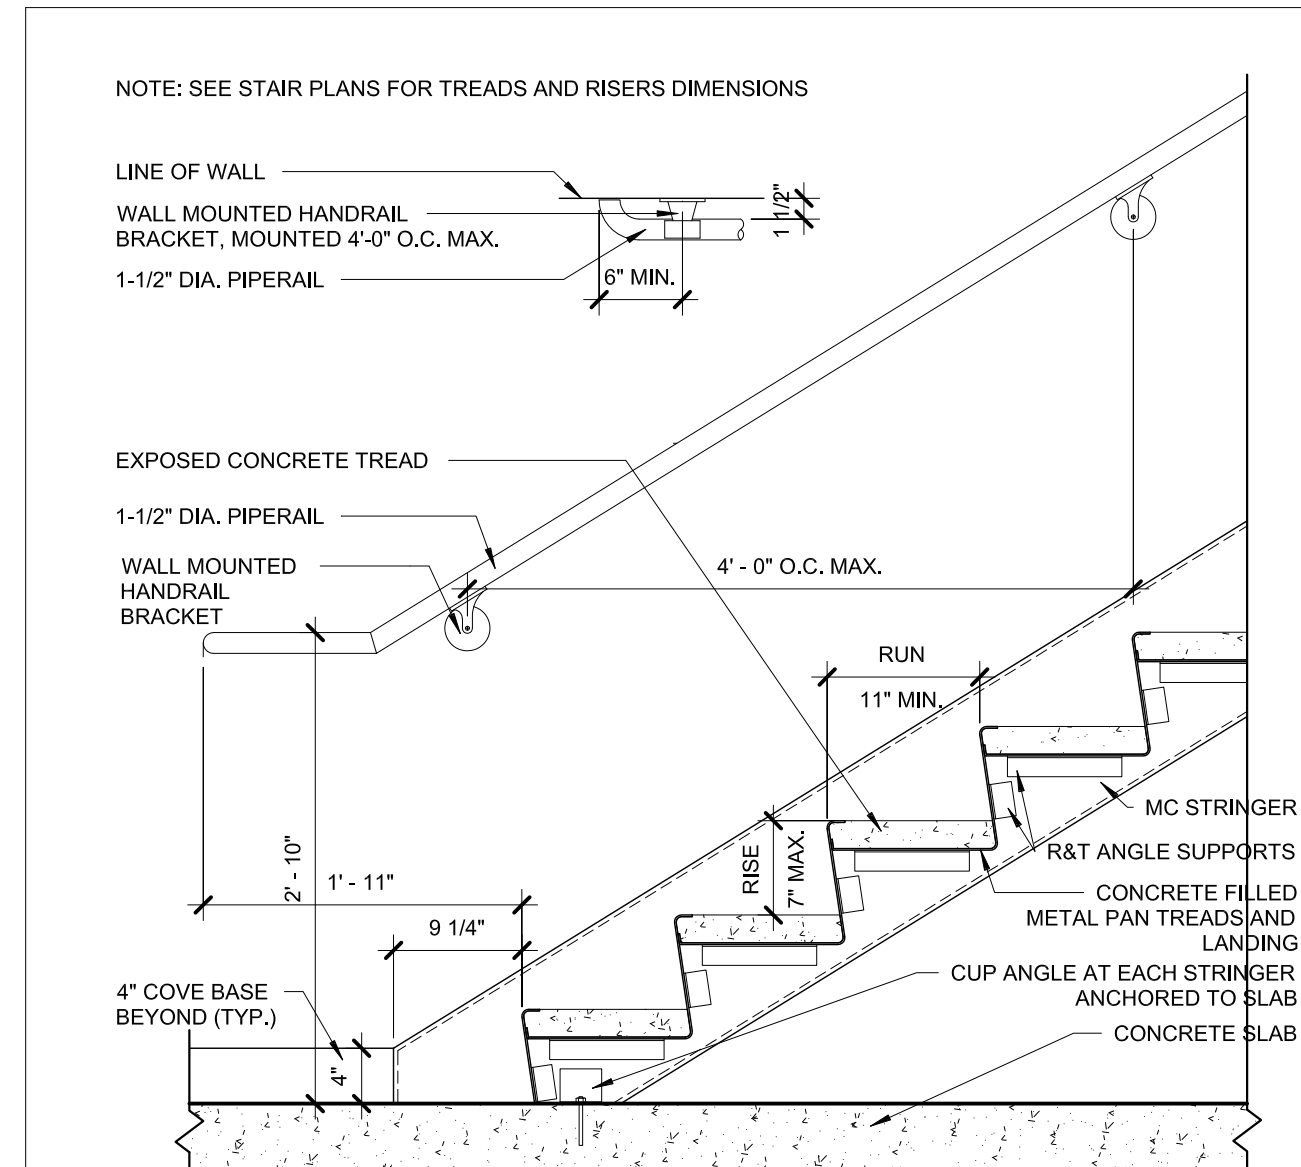 NOTE: SEE STAIR PLANS FOR TREADS AND RISERS DIMENSIONS
LINE OF WALL
WALL MOUNTED HANDRAIL
BRACKET, MOUNTED 4'-0" O.C. MAX.
1-1/2" DIA. PIPERAIL
1 1/2"
6" MIN.
EXPOSED CONCRETE TREAD
1-1/2" DIA. PIPERAIL
WALL MOUNTED
HANDRAIL
BRACKET
4' - 0" O.C. MAX.
RUN
11" MIN.
RISE
7" MAX.
2' - 10"
1' - 11"
9 1/4"
4" COVE BASE
BEYOND (TYP.)
4"
MC STRINGER
R&T ANGLE SUPPORTS
CONCRETE FILLED
METAL PAN TREADS AND
LANDING
CUP ANGLE AT EACH STRINGER
ANCHORED TO SLAB
CONCRETE SLAB